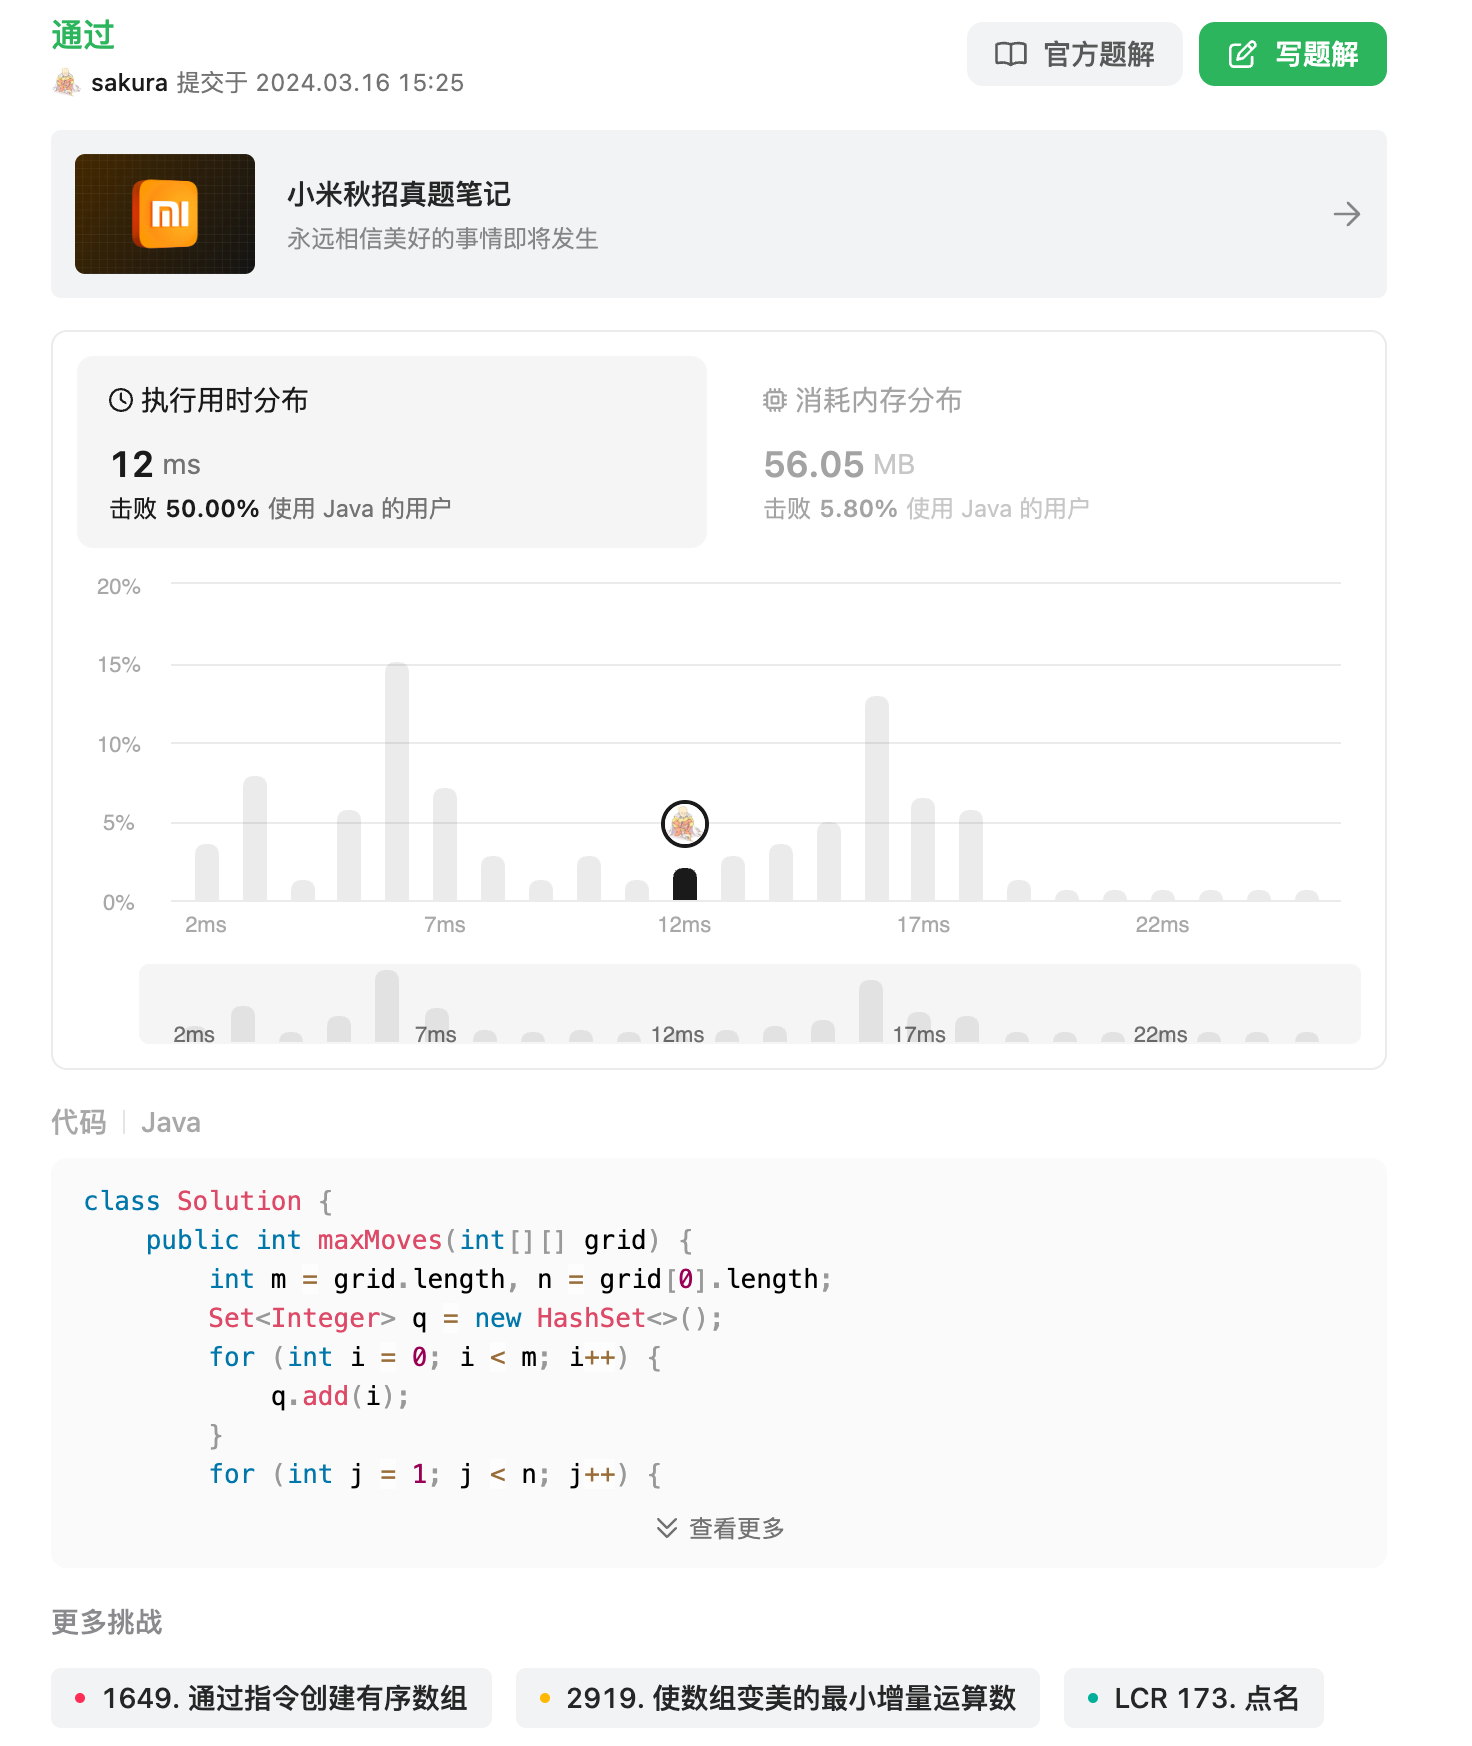 通过
sakura 提交于 2024.03.16 15:25
官方题解
写题解
小米秋招真题笔记
永远相信美好的事情即将发生
执行用时分布
12 ms
击败 50.00% 使用 Java 的用户
消耗内存分布
56.05 MB
击败 5.80% 使用 Java 的用户
20%
15%
10%
5%
0%
2ms 7ms 12ms 17ms 22ms
2ms 7ms 12ms 17ms 22ms
代码 | Java
class Solution {
    public int maxMoves(int[][] grid) {
        int m = grid.length, n = grid[0].length;
        Set<Integer> q = new HashSet<>();
        for (int i = 0; i < m; i++) {
            q.add(i);
        }
        for (int j = 1; j < n; j++) {
查看更多
更多挑战
1649. 通过指令创建有序数组
2919. 使数组变美的最小增量运算数
LCR 173. 点名